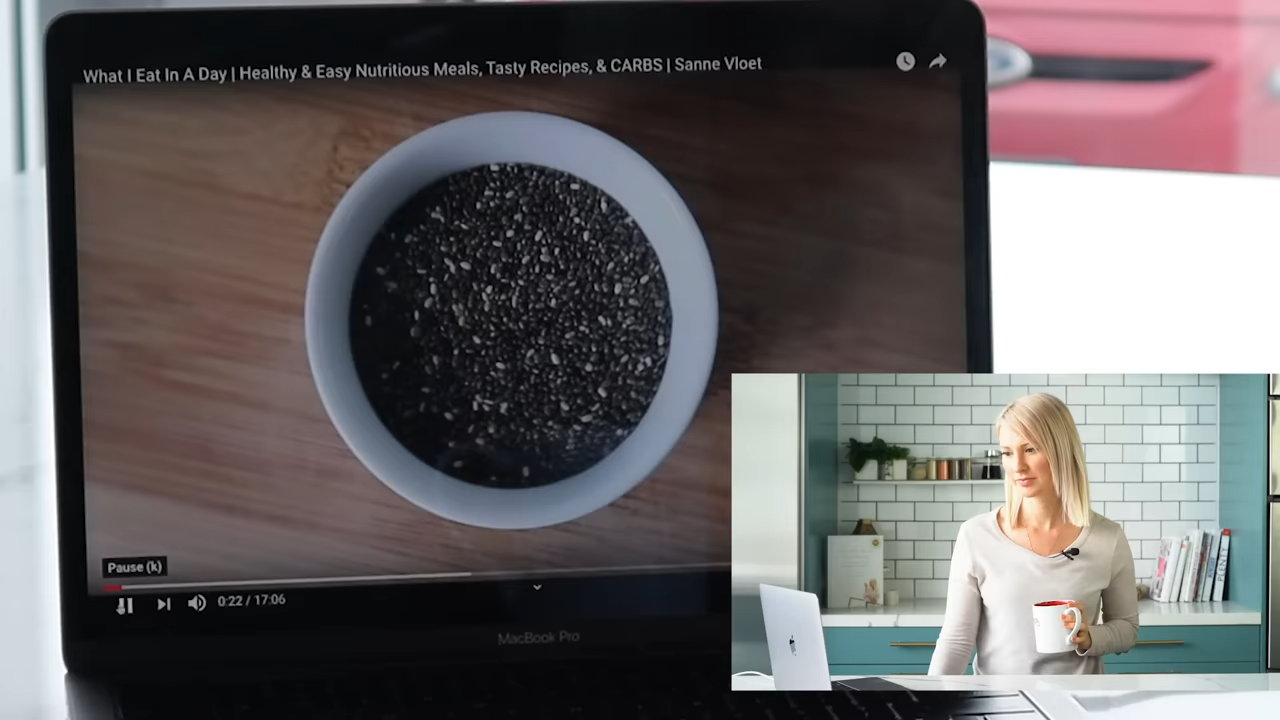 What I Eat In A Day | Healthy & Easy Nutritious Meals, Tasty Recipes, & CARBS | Sanne Vloet
Pause (k)
0:22 / 17:06
MacBook Pro